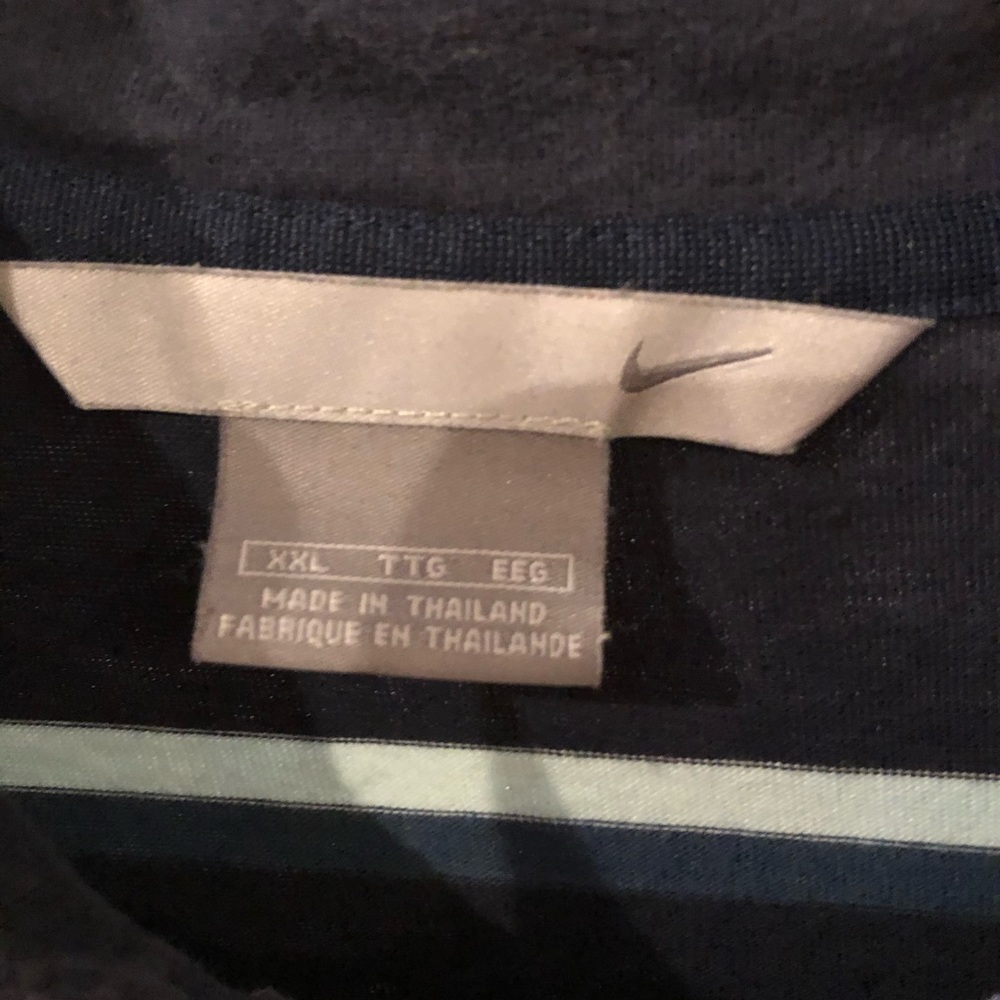 XXL TTG EEG
MADE IN THAILAND
FABRIQUE EN THAILANDE